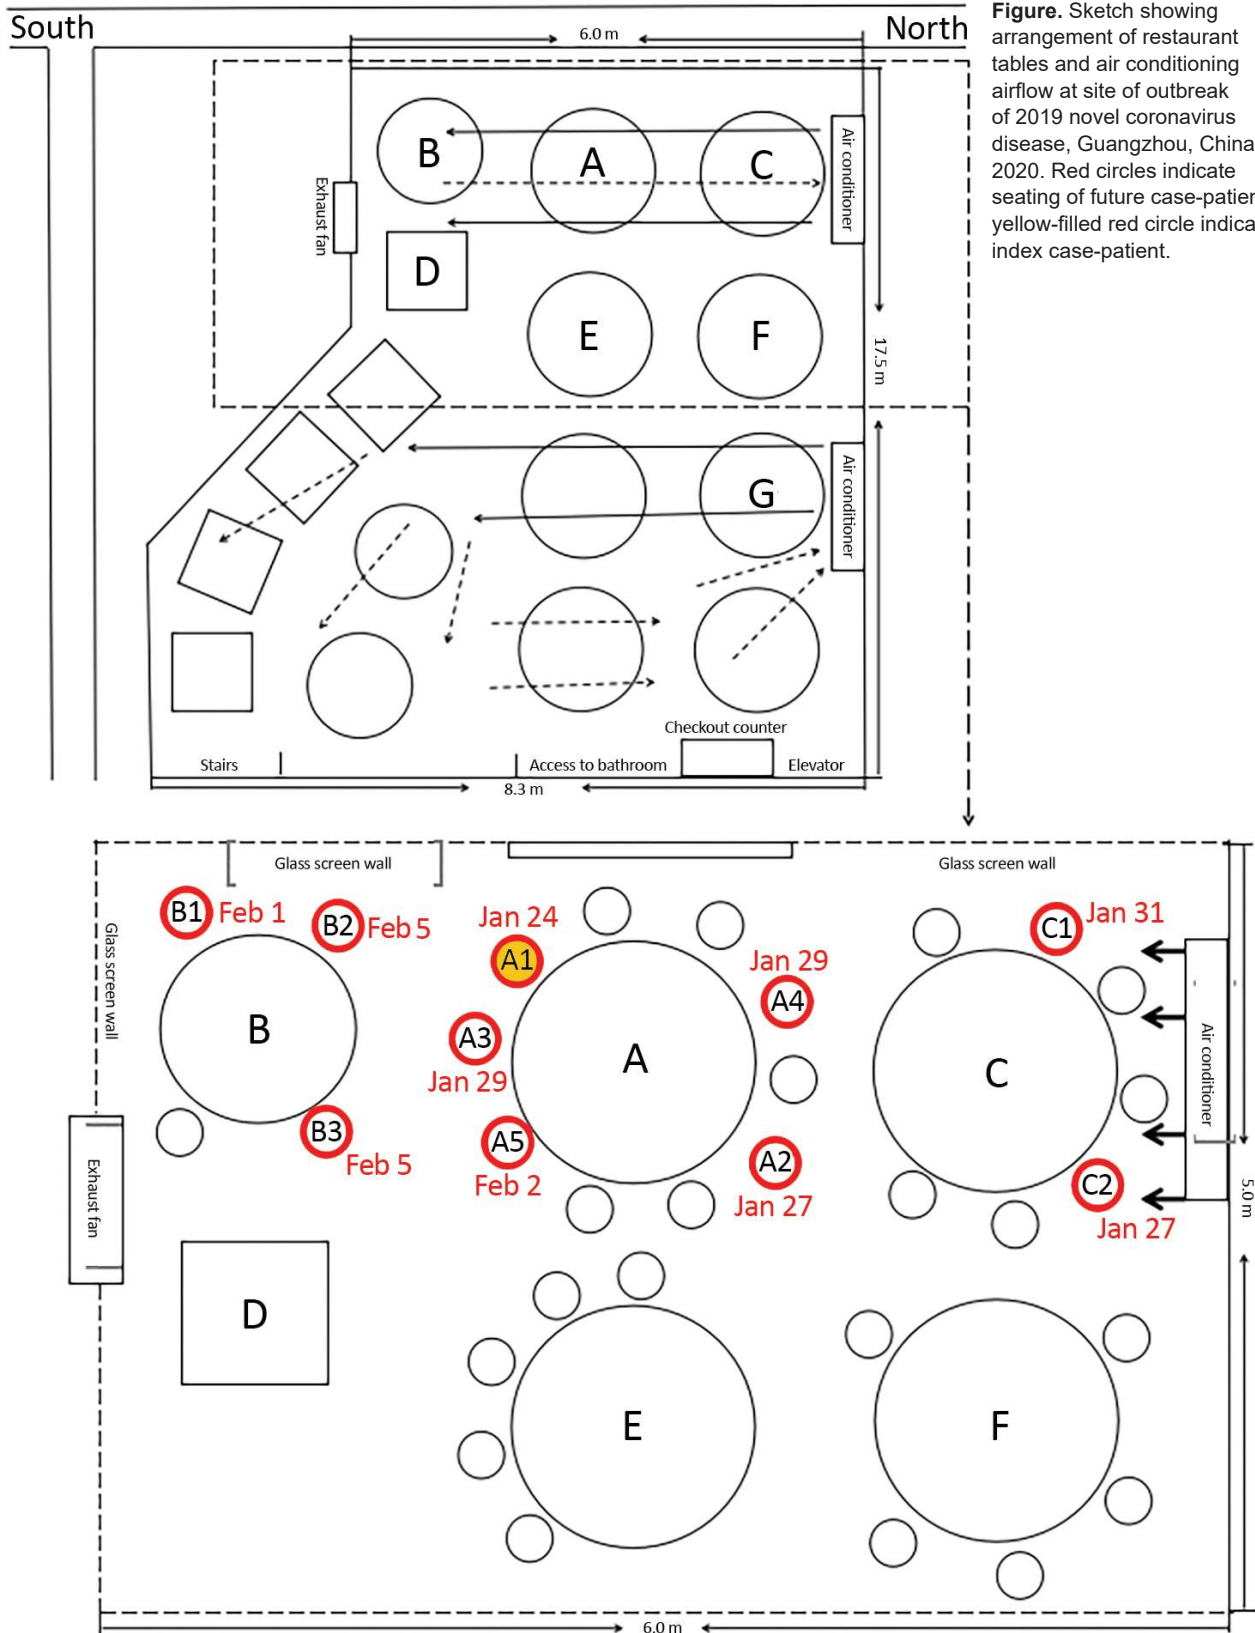 South
North
6.0 m
Figure. Sketch showing
arrangement of restaurant
tables and air conditioning
airflow at site of outbreak
of 2019 novel coronavirus
disease, Guangzhou, China
2020. Red circles indicate
seating of future case-patien
yellow-filled red circle indica
index case-patient.
B
A
C
Air conditioner
Exhaust fan
D
E
F
17.5 m
G
Air conditioner
Checkout counter
Stairs
Access to bathroom
Elevator
8.3 m
Glass screen wall
Glass screen wall
B1 Feb 1
B2 Feb 5
Jan 24
A1
C1 Jan 31
Glass screen wall
Jan 29
A4
B
A3
Jan 29
A
C
Air conditioner
B3
Feb 5
A5
Feb 2
A2
Jan 27
C2
Jan 27
Exhaust fan
5.0 m
D
E
F
6.0 m